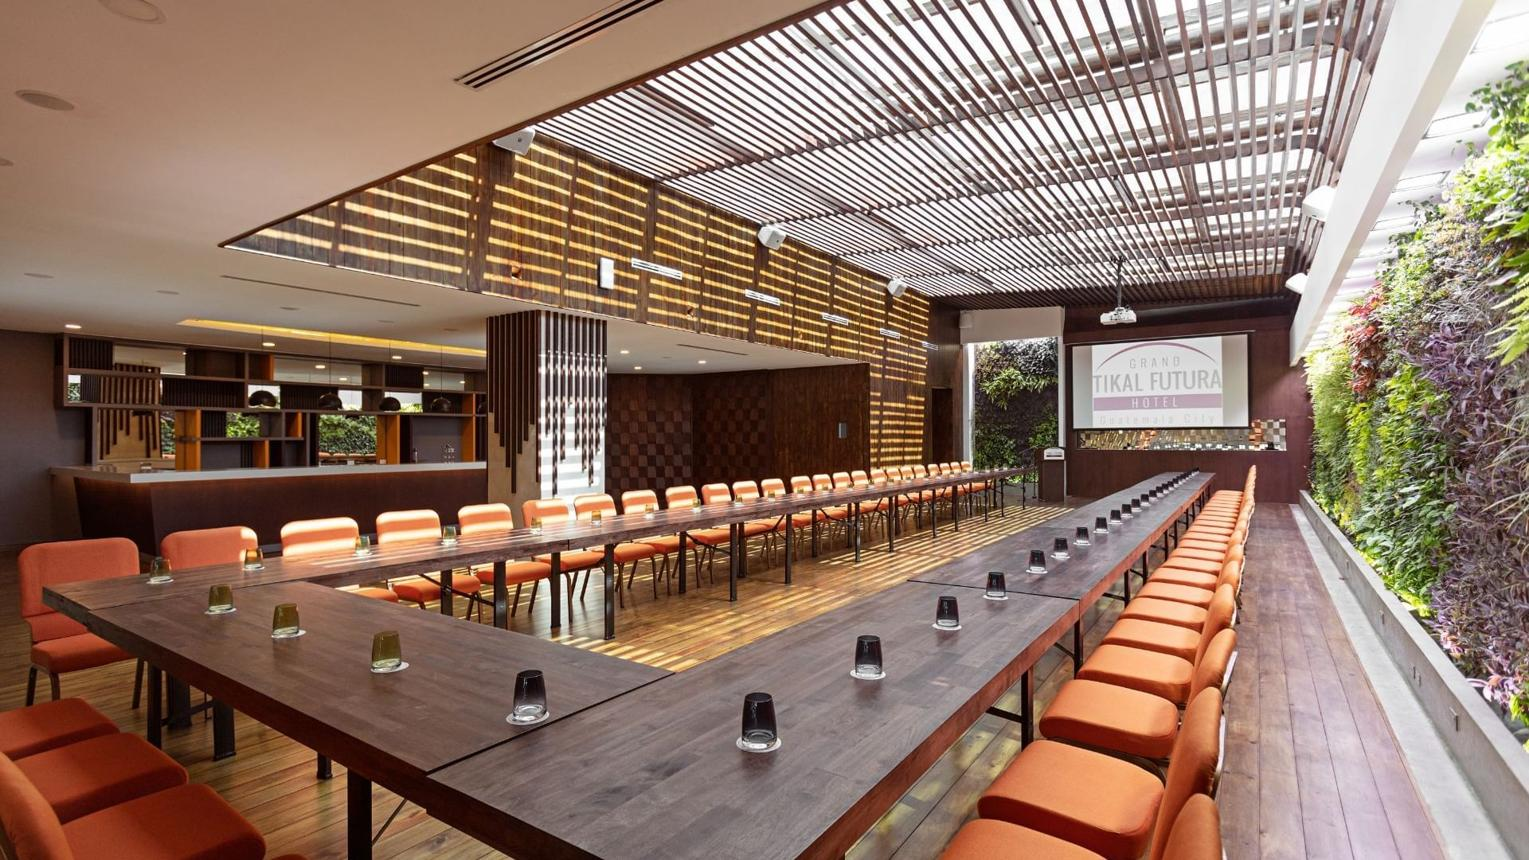 GRAND
TIKAL FUTURA
HOTEL
Guatemala City